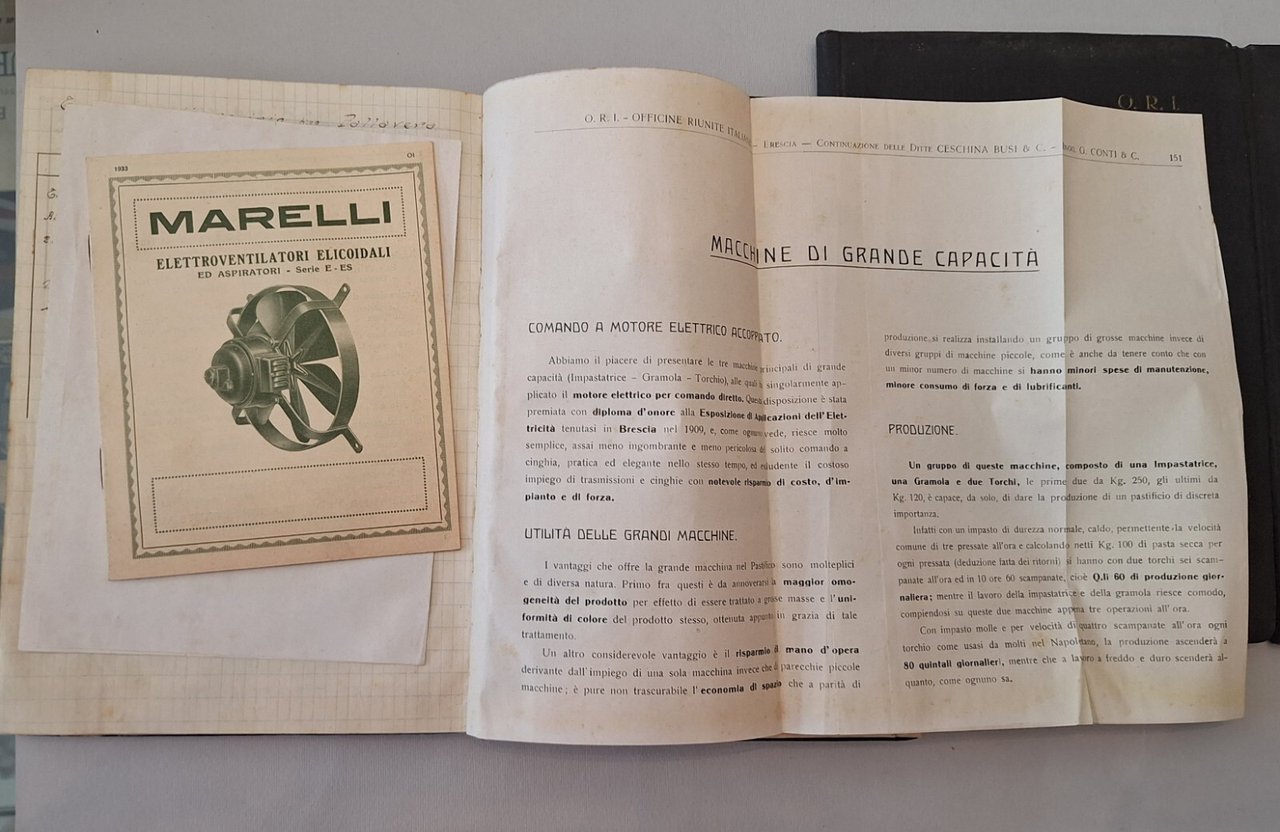 Pallavera
1933
OI
MARELLI
ELETTROVENTILATORI ELICOIDALI
ED ASPIRATORI - Serie E - ES
O. R. I. - OFFICINE RIUNITE
BRESCIA — CONTINUAZIONE DELLE DITTE CESCHINA BUSI & C. - G. CONTI & C. 151
MACCHINE DI GRANDE CAPACITÀ
COMANDO A MOTORE ELETTRICO ACCOPPIATO.
Abbiamo il piacere di presentare le tre macchine principali di grande
capacità (Impastatrice - Gramola - Torchio), alle quali è singolarmente ap-
plicato il motore elettrico per comando diretto. Questa disposizione è stata
premiata con diploma d'onore alla Esposizione di Applicazioni dell'Elet-
tricità tenutasi in Brescia nel 1909, e, come ognuno vede, riesce molto
semplice, assai meno ingombrante e meno pericolosa del solito comando a
cinghia, pratica ed elegante nello stesso tempo, ed escludente il costoso
impiego di trasmissioni e cinghie con notevole risparmio di costo, d'im-
pianto e di forza.
UTILITÀ DELLE GRANDI MACCHINE.
I vantaggi che offre la grande macchina nel Pastificio sono molteplici
e di diversa natura. Primo fra questi è da annoverarsi la maggior omo-
geneità del prodotto per effetto di essere trattato a grosse masse e l'uni-
formità di colore del prodotto stesso, ottenuta appunto in grazia di tale
trattamento.
Un altro considerevole vantaggio è il risparmio di mano d'opera
derivante dall'impiego di una sola macchina invece che di parecchie piccole
macchine; è pure non trascurabile l'economia di spazio che a parità di
produzione si realizza installando un gruppo di grosse macchine invece di
diversi gruppi di macchine piccole, come è anche da tenere conto che con
un minor numero di macchine si hanno minori spese di manutenzione,
minore consumo di forza e di lubrificanti.
PRODUZIONE.
Un gruppo di queste macchine, composto di una Impastatrice,
una Gramola e due Torchi, le prime due da Kg. 250, gli ultimi da
Kg. 120, è capace, da solo, di dare la produzione di un pastificio di discreta
importanza.
Infatti con un impasto di durezza normale, caldo, permettente la velocità
comune di tre pressate all'ora e calcolando netti Kg. 100 di pasta secca per
ogni pressata (deduzione fatta dei ritorni) si hanno con due torchi sei scam-
panate all'ora ed in 10 ore 60 scampanate, cioè Q.li 60 di produzione gior-
naliera; mentre il lavoro della impastatrice e della gramola riesce comodo,
compiendosi su queste due macchine appena tre operazioni all'ora.
Con impasto molle e per velocità di quattro scampanate all'ora ogni
torchio come usasi da molti nel Napoletano, la produzione ascenderà a
80 quintali giornalieri, mentre che a lavoro a freddo e duro scenderà al-
quanto, come ognuno sa.
O. R. I.